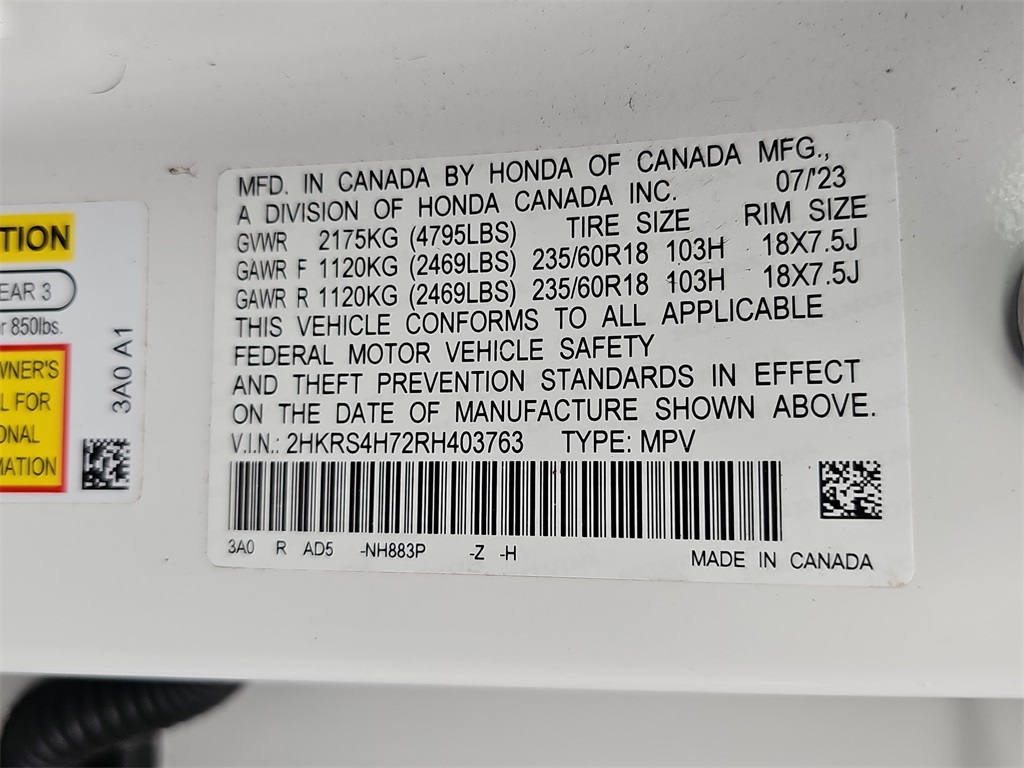 TION
EAR 3
r 850lbs.
WNER'S
L FOR
ONAL
MATION
3A0 A1
MFD. IN CANADA BY HONDA OF CANADA MFG.,
A DIVISION OF HONDA CANADA INC. 07/'23
GVWR 2175KG (4795LBS) TIRE SIZE RIM SIZE
GAWR F 1120KG (2469LBS) 235/60R18 103H 18X7.5J
GAWR R 1120KG (2469LBS) 235/60R18 103H 18X7.5J
THIS VEHICLE CONFORMS TO ALL APPLICABLE
FEDERAL MOTOR VEHICLE SAFETY
AND THEFT PREVENTION STANDARDS IN EFFECT
ON THE DATE OF MANUFACTURE SHOWN ABOVE.
V.I.N.: 2HKRS4H72RH403763 TYPE: MPV
3A0 R AD5 -NH883P -Z -H MADE IN CANADA